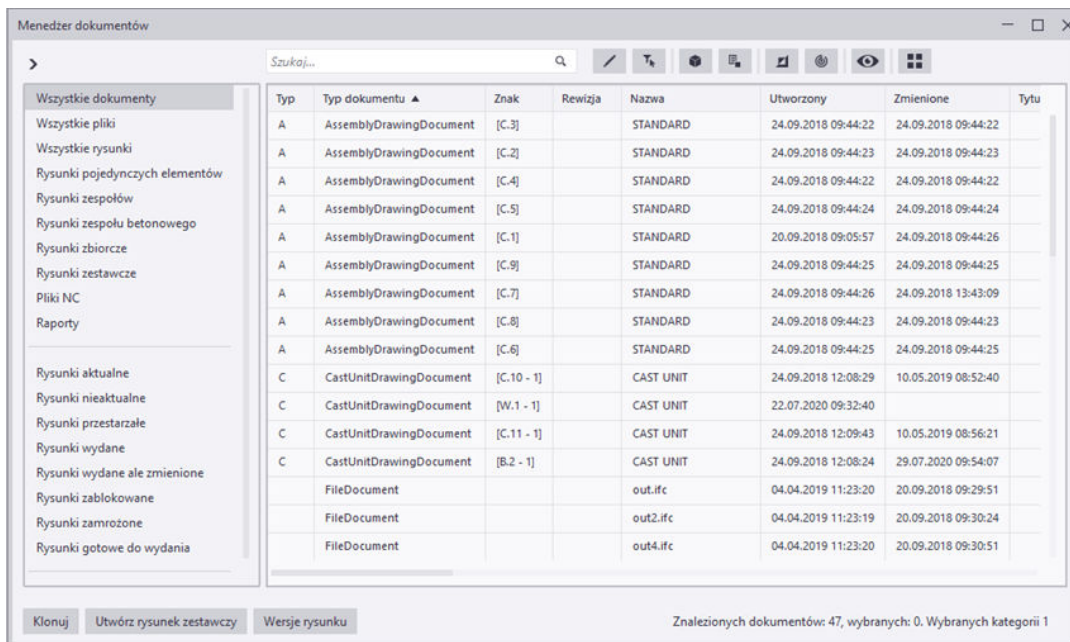 Menedżer dokumentów
Szukaj...
Wszystkie dokumenty
Wszystkie pliki
Wszystkie rysunki
Rysunki pojedynczych elementów
Rysunki zespołów
Rysunki zespołu betonowego
Rysunki zbiorcze
Rysunki zestawcze
Pliki NC
Raporty
Rysunki aktualne
Rysunki nieaktualne
Rysunki przestarzałe
Rysunki wydane
Rysunki wydane ale zmienione
Rysunki zablokowane
Rysunki zamrożone
Rysunki gotowe do wydania
Typ Typ dokumentu ▲ Znak Rewizja Nazwa Utworzony Zmienione Tytu
A AssemblyDrawingDocument [C.3] STANDARD 24.09.2018 09:44:22 24.09.2018 09:44:22
A AssemblyDrawingDocument [C.2] STANDARD 24.09.2018 09:44:23 24.09.2018 09:44:23
A AssemblyDrawingDocument [C.4] STANDARD 24.09.2018 09:44:22 24.09.2018 09:44:22
A AssemblyDrawingDocument [C.5] STANDARD 24.09.2018 09:44:24 24.09.2018 09:44:24
A AssemblyDrawingDocument [C.1] STANDARD 20.09.2018 09:05:57 24.09.2018 09:44:26
A AssemblyDrawingDocument [C.9] STANDARD 24.09.2018 09:44:25 24.09.2018 09:44:25
A AssemblyDrawingDocument [C.7] STANDARD 24.09.2018 09:44:26 24.09.2018 13:43:09
A AssemblyDrawingDocument [C.8] STANDARD 24.09.2018 09:44:23 24.09.2018 09:44:23
A AssemblyDrawingDocument [C.6] STANDARD 24.09.2018 09:44:25 24.09.2018 09:44:25
C CastUnitDrawingDocument [C.10 - 1] CAST UNIT 24.09.2018 12:08:29 10.05.2019 08:52:40
C CastUnitDrawingDocument [W.1 - 1] CAST UNIT 22.07.2020 09:32:40
C CastUnitDrawingDocument [C.11 - 1] CAST UNIT 24.09.2018 12:09:43 10.05.2019 08:56:21
C CastUnitDrawingDocument [B.2 - 1] CAST UNIT 24.09.2018 12:08:24 29.07.2020 09:54:07
FileDocument out.ifc 04.04.2019 11:23:20 20.09.2018 09:29:51
FileDocument out2.ifc 04.04.2019 11:23:19 20.09.2018 09:30:24
FileDocument out4.ifc 04.04.2019 11:23:20 20.09.2018 09:30:51
Klonuj Utwórz rysunek zestawczy Wersje rysunku Znalezionych dokumentów: 47, wybranych: 0. Wybranych kategorii 1